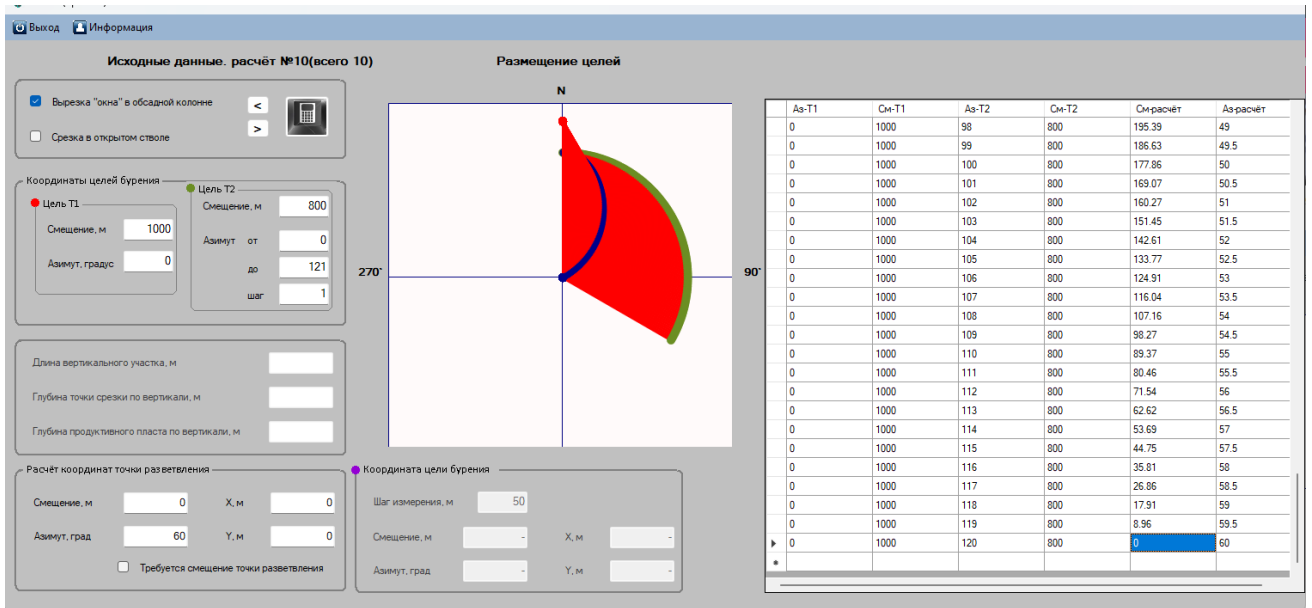 Выход Информация
Исходные данные. расчёт №10(всего 10)
Вырезка "окна" в обсадной колонне
<
Срезка в открытом стволе
>
Координаты целей бурения
Цель Т1
Смещение, м 1000
Азимут, градус 0
Цель Т2
Смещение, м 800
Азимут от 0
до 121
шаг 1
Длина вертикального участка, м
Глубина точки срезки по вертикали, м
Глубина продуктивного пласта по вертикали, м
Расчёт координат точки разветвления
Смещение, м 0 X, м 0
Азимут, град 60 Y, м 0
Требуется смещение точки разветвления
Размещение целей
N
270° 90°
Координата цели бурения
Шаг измерения, м 50
Смещение, м - X, м -
Азимут, град - Y, м -
Аз-Т1 См-Т1 Аз-Т2 См-Т2 См-расчёт Аз-расчёт
0 1000 98 800 195.39 49
0 1000 99 800 186.63 49.5
0 1000 100 800 177.86 50
0 1000 101 800 169.07 50.5
0 1000 102 800 160.27 51
0 1000 103 800 151.45 51.5
0 1000 104 800 142.61 52
0 1000 105 800 133.77 52.5
0 1000 106 800 124.91 53
0 1000 107 800 116.04 53.5
0 1000 108 800 107.16 54
0 1000 109 800 98.27 54.5
0 1000 110 800 89.37 55
0 1000 111 800 80.46 55.5
0 1000 112 800 71.54 56
0 1000 113 800 62.62 56.5
0 1000 114 800 53.69 57
0 1000 115 800 44.75 57.5
0 1000 116 800 35.81 58
0 1000 117 800 26.86 58.5
0 1000 118 800 17.91 59
0 1000 119 800 8.96 59.5
0 1000 120 800 0 60